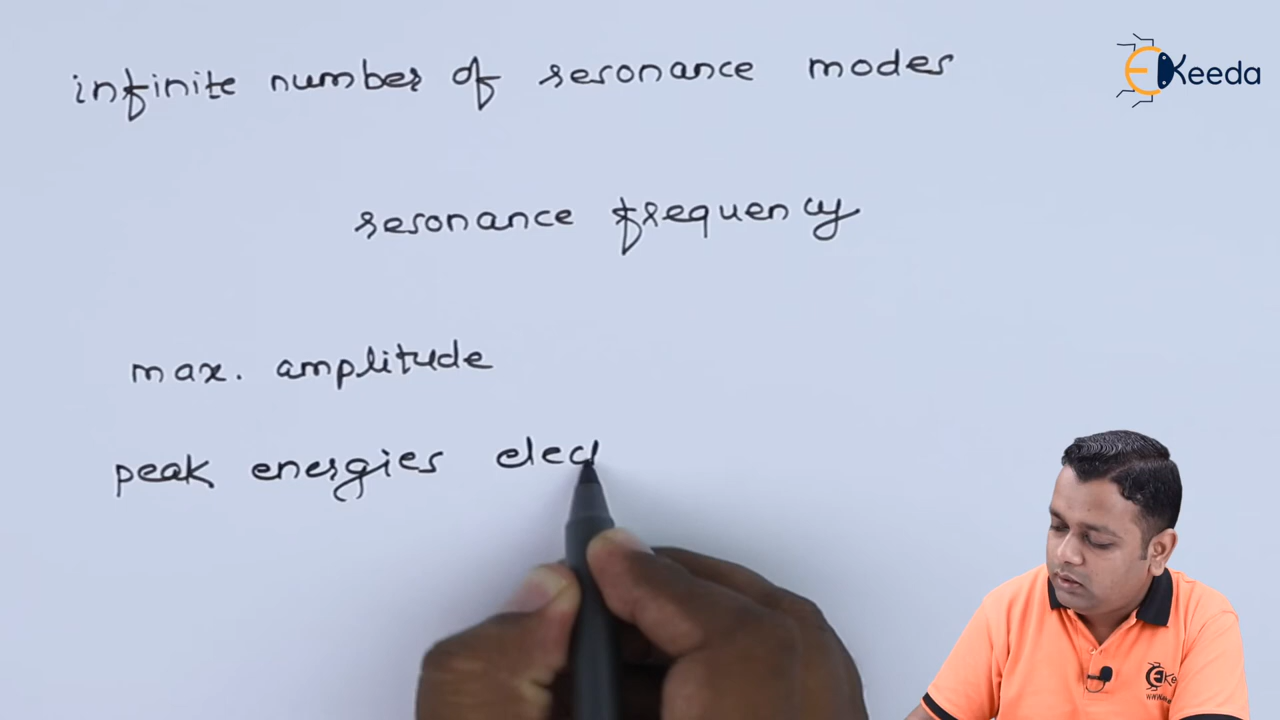 infinite number of resonance modes
EKeeda
resonance frequency
max. amplitude
peak energies elec